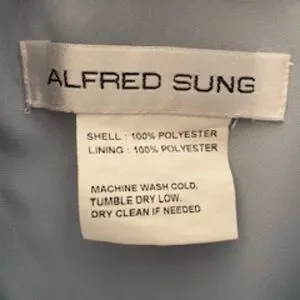 ALFRED SUNG
SHELL : 100% POLYESTER
LINING : 100% POLYESTER
MACHINE WASH COLD,
TUMBLE DRY LOW.
DRY CLEAN IF NEEDED